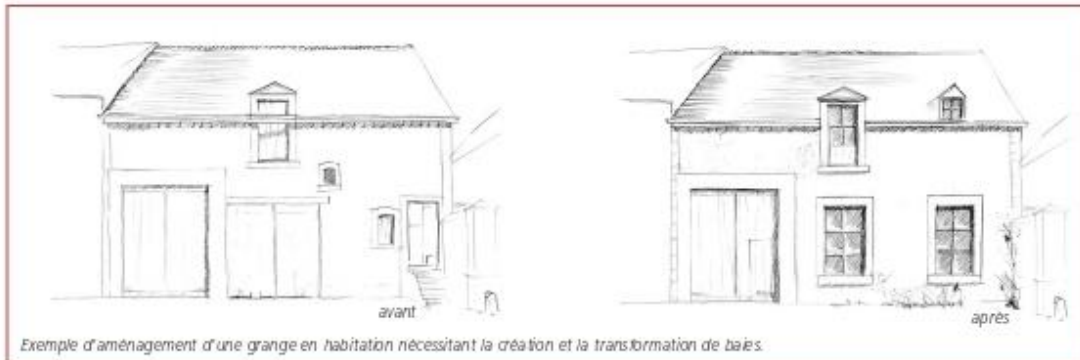 avant
après
Exemple d'aménagement d'une grange en habitation nécessitant la création et la transformation de baies.